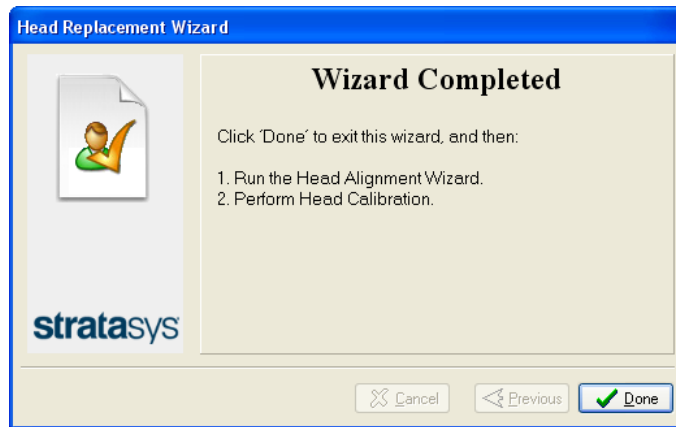 Head Replacement Wizard
Wizard Completed
Click ‘Done’ to exit this wizard, and then:
1. Run the Head Alignment Wizard.
2. Perform Head Calibration.
stratasys
Cancel
Previous
Done